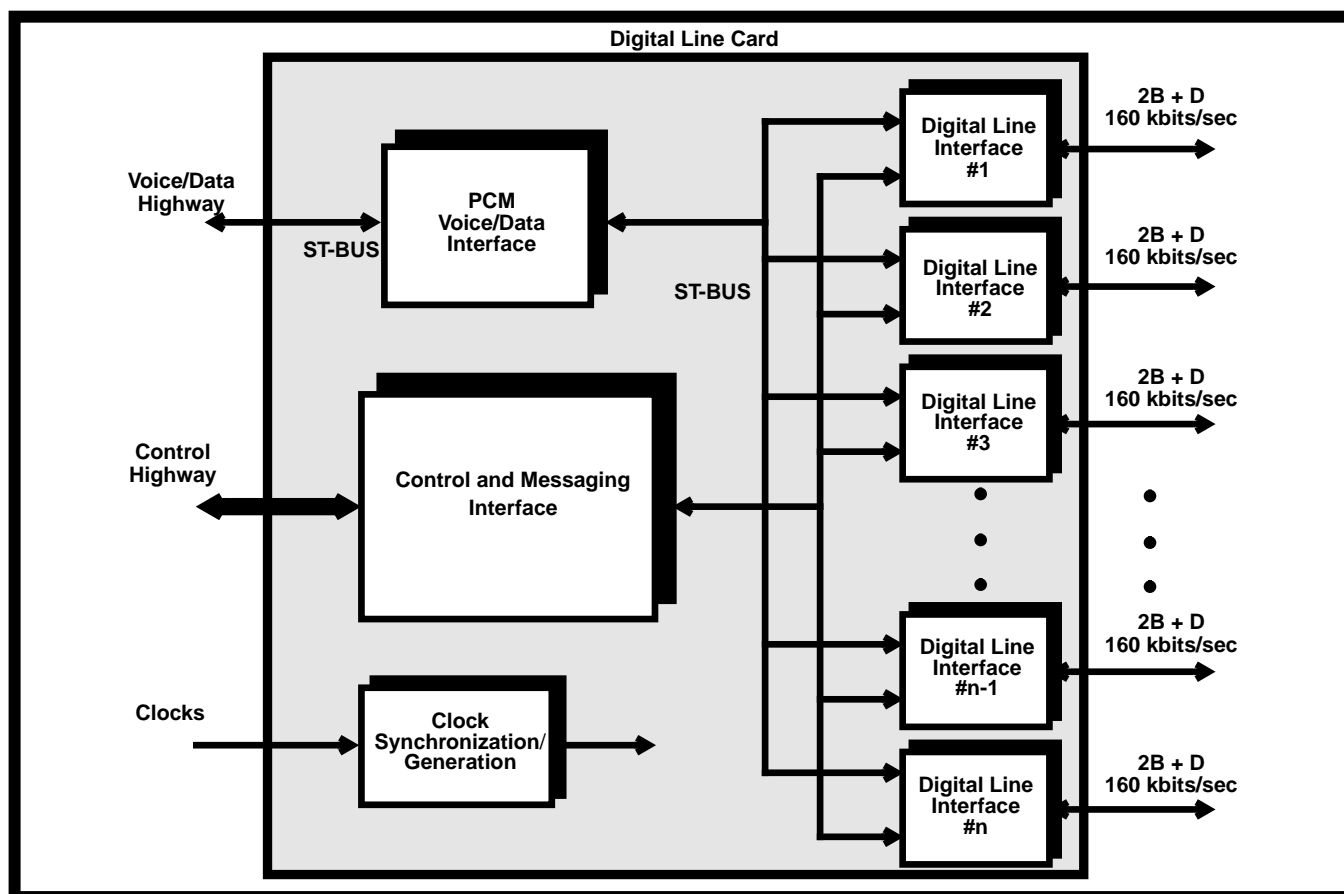 Digital Line Card
Voice/Data
Highway
ST-BUS
PCM
Voice/Data
Interface
ST-BUS
Digital Line
Interface
#1
2B + D
160 kbits/sec
Digital Line
Interface
#2
2B + D
160 kbits/sec
Digital Line
Interface
#3
2B + D
160 kbits/sec
Control
Highway
Control and Messaging
Interface
Digital Line
Interface
#n-1
2B + D
160 kbits/sec
Clocks
Clock
Synchronization/
Generation
Digital Line
Interface
#n
2B + D
160 kbits/sec